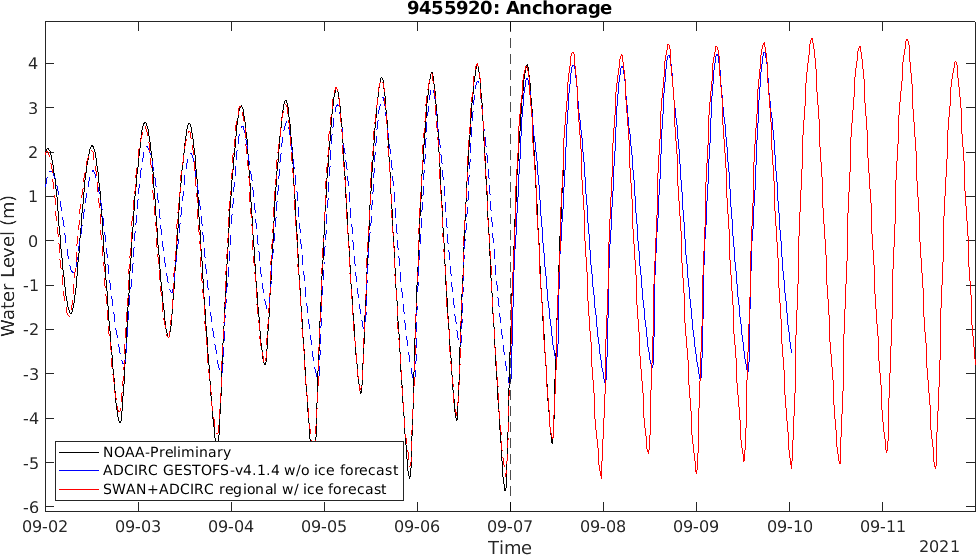 9455920: Anchorage
Water Level (m)
4
3
2
1
0
-1
-2
-3
-4
-5
-6
NOAA-Preliminary
ADCIRC GESTOFS-v4.1.4 w/o ice forecast
SWAN+ADCIRC regional w/ ice forecast
09-02 09-03 09-04 09-05 09-06 09-07 09-08 09-09 09-10 09-11
Time
2021